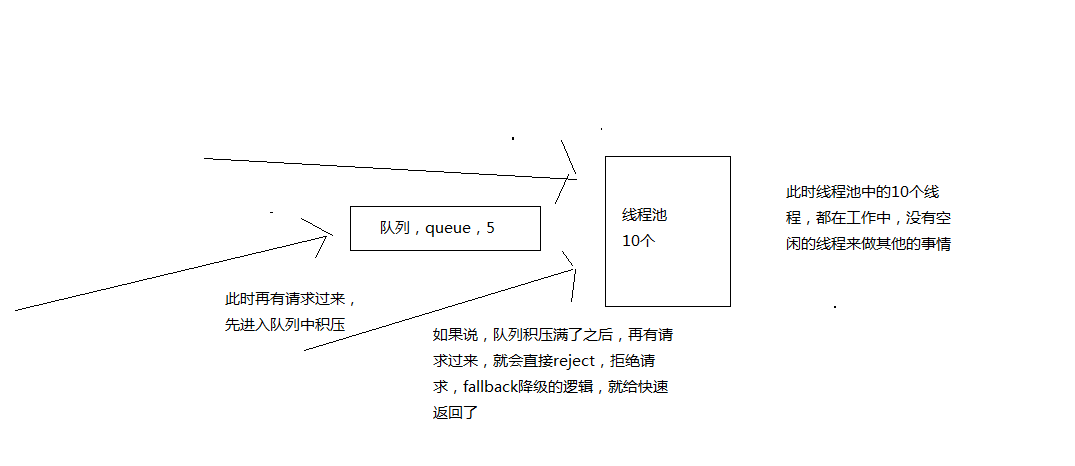 队列，queue，5
线程池
10个
此时线程池中的10个线
程，都在工作中，没有空
闲的线程来做其他的事情
此时再有请求过来，
先进入队列中积压
如果说，队列积压满了之后，再有请
求过来，就会直接reject，拒绝请
求，fallback降级的逻辑，就给快速
返回了